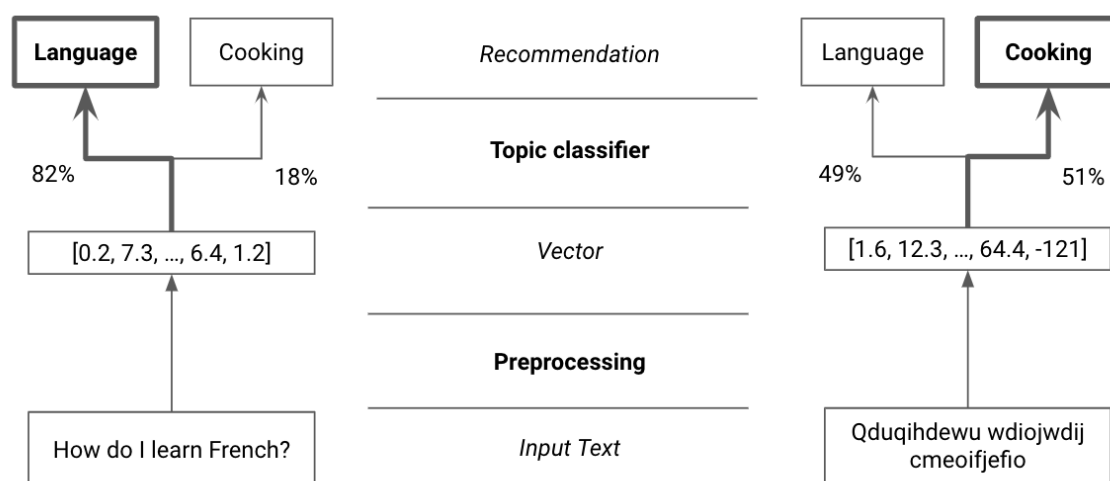 Language
Cooking
Recommendation
Language
Cooking
Topic classifier
82%
18%
49%
51%
[0.2, 7.3, ..., 6.4, 1.2]
Vector
[1.6, 12.3, ..., 64.4, -121]
Preprocessing
How do I learn French?
Input Text
Qduqihdewu wdiojwdij
cmeoifjefio